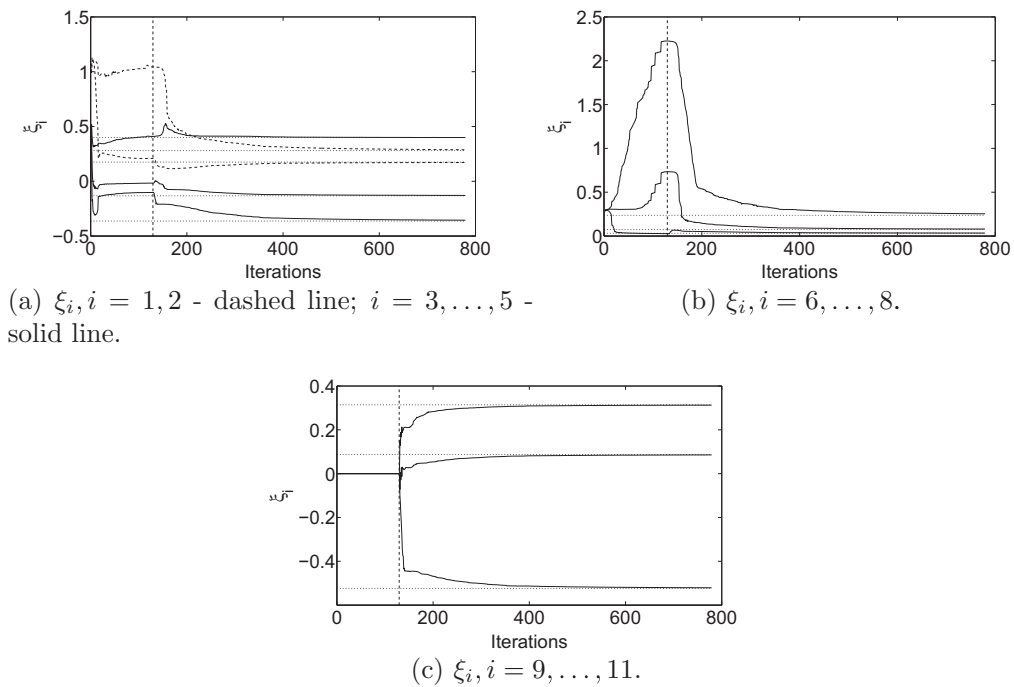 1.5
1
0.5
0
−0.5
ξi
0 200 400 600 800
Iterations
(a) ξi, i = 1, 2 - dashed line; i = 3, . . . , 5 -
solid line.
2.5
2
1.5
1
0.5
0
ξi
0 200 400 600 800
Iterations
(b) ξi, i = 6, . . . , 8.
0.4
0.2
0
−0.2
−0.4
ξi
0 200 400 600 800
Iterations
(c) ξi, i = 9, . . . , 11.